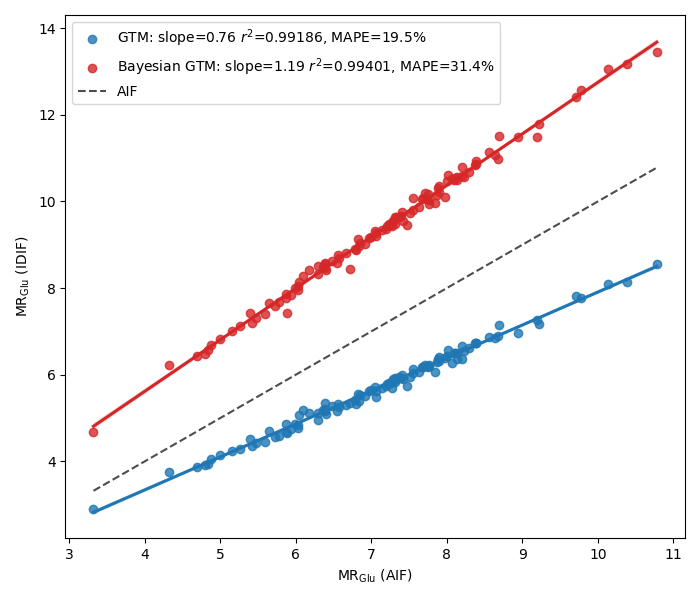 GTM: slope=0.76 r²=0.99186, MAPE=19.5%
Bayesian GTM: slope=1.19 r²=0.99401, MAPE=31.4%
AIF
14
12
10
8
6
4
MR_Glu (IDIF)
3 4 5 6 7 8 9 10 11
MR_Glu (AIF)